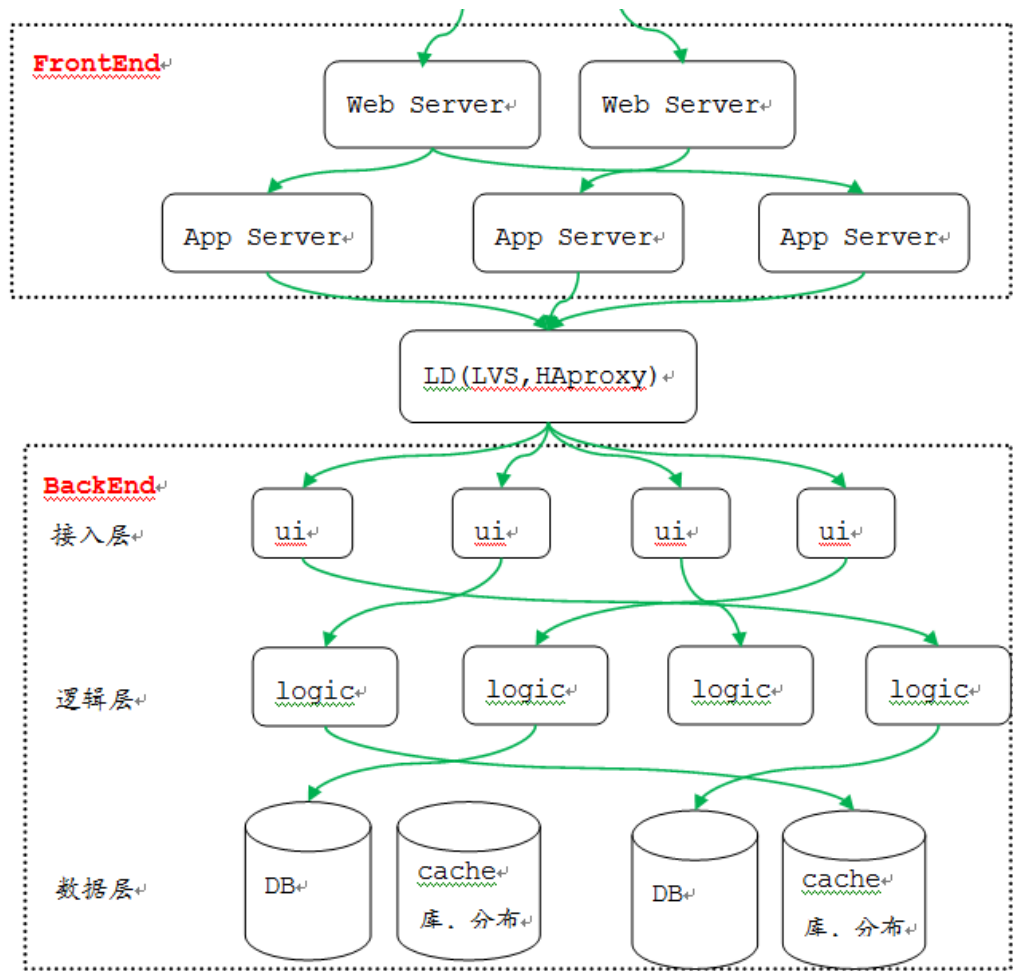 FrontEnd
Web Server
Web Server
App Server
App Server
App Server
LD(LVS,HAproxy)
BackEnd
接入层
ui
ui
ui
ui
逻辑层
logic
logic
logic
logic
数据层
DB
cache
库．分布
DB
cache
库．分布